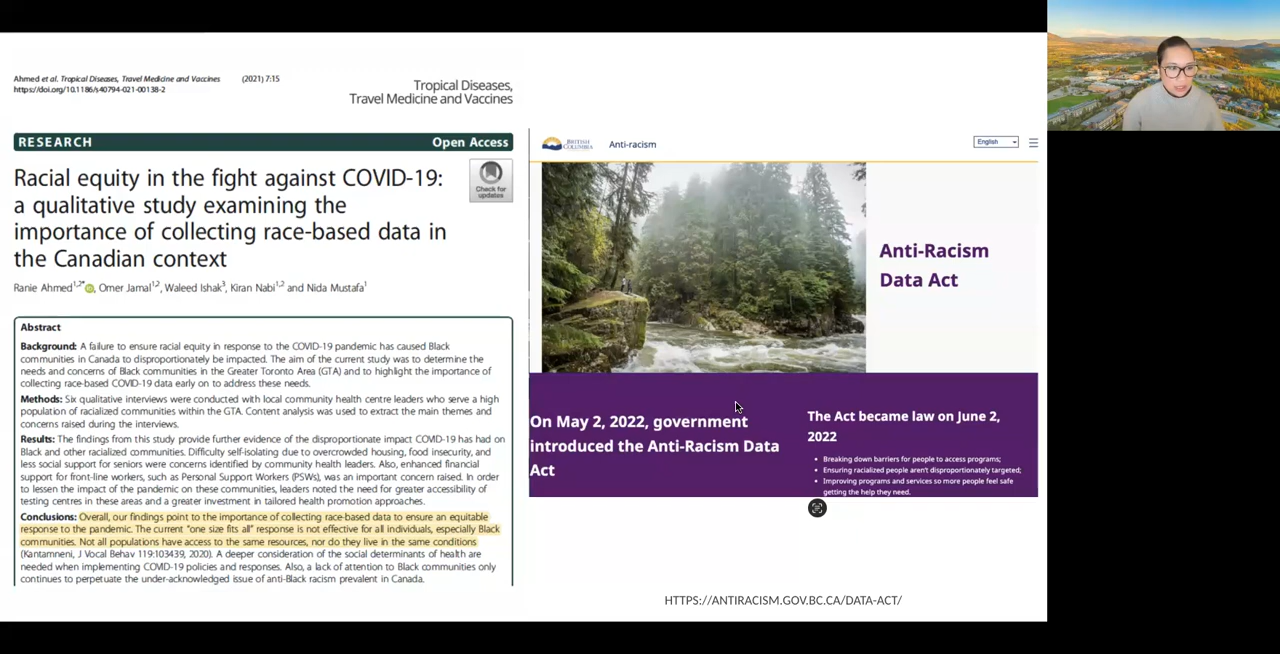 Ahmed et al. Tropical Diseases, Travel Medicine and Vaccines (2021) 7:15
https://doi.org/10.1186/s40794-021-00138-2
Tropical Diseases,
Travel Medicine and Vaccines
RESEARCH Open Access
Check for
updates
Racial equity in the fight against COVID-19:
a qualitative study examining the
importance of collecting race-based data in
the Canadian context
Ranie Ahmed1,2*, Omer Jamal1,2, Waleed Ishak3, Kiran Nabi1,2 and Nida Mustafa1
Abstract
Background: A failure to ensure racial equity in response to the COVID-19 pandemic has caused Black
communities in Canada to disproportionately be impacted. The aim of the current study was to determine the
needs and concerns of Black communities in the Greater Toronto Area (GTA) and to highlight the importance of
collecting race-based COVID-19 data early on to address these needs.
Methods: Six qualitative interviews were conducted with local community health centre leaders who serve a high
population of racialized communities within the GTA. Content analysis was used to extract the main themes and
concerns raised during the interviews.
Results: The findings from this study provide further evidence of the disproportionate impact COVID-19 has had on
Black and other racialized communities. Difficulty self-isolating due to overcrowded housing, food insecurity, and
less social support for seniors were concerns identified by community health leaders. Also, enhanced financial
support for front-line workers, such as Personal Support Workers (PSWs), was an important concern raised. In order
to lessen the impact of the pandemic on these communities, leaders noted the need for greater accessibility of
testing centres in these areas and a greater investment in tailored health promotion approaches.
Conclusions: Overall, our findings point to the importance of collecting race-based data to ensure an equitable
response to the pandemic. The current "one size fits all" response is not effective for all individuals, especially Black
communities. Not all populations have access to the same resources, nor do they live in the same conditions
(Kantamneni, J Vocal Behav 119:103439, 2020). A deeper consideration of the social determinants of health are
needed when implementing COVID-19 policies and responses. Also, a lack of attention to Black communities only
continues to perpetuate the under-acknowledged issue of anti-Black racism prevalent in Canada.
BRITISH
COLUMBIA
Anti-racism
English
Anti-Racism
Data Act
On May 2, 2022, government
introduced the Anti-Racism Data
Act
The Act became law on June 2,
2022
• Breaking down barriers for people to access programs;
• Ensuring racialized people aren't disproportionately targeted;
• Improving programs and services so more people feel safe
getting the help they need.
HTTPS://ANTIRACISM.GOV.BC.CA/DATA-ACT/